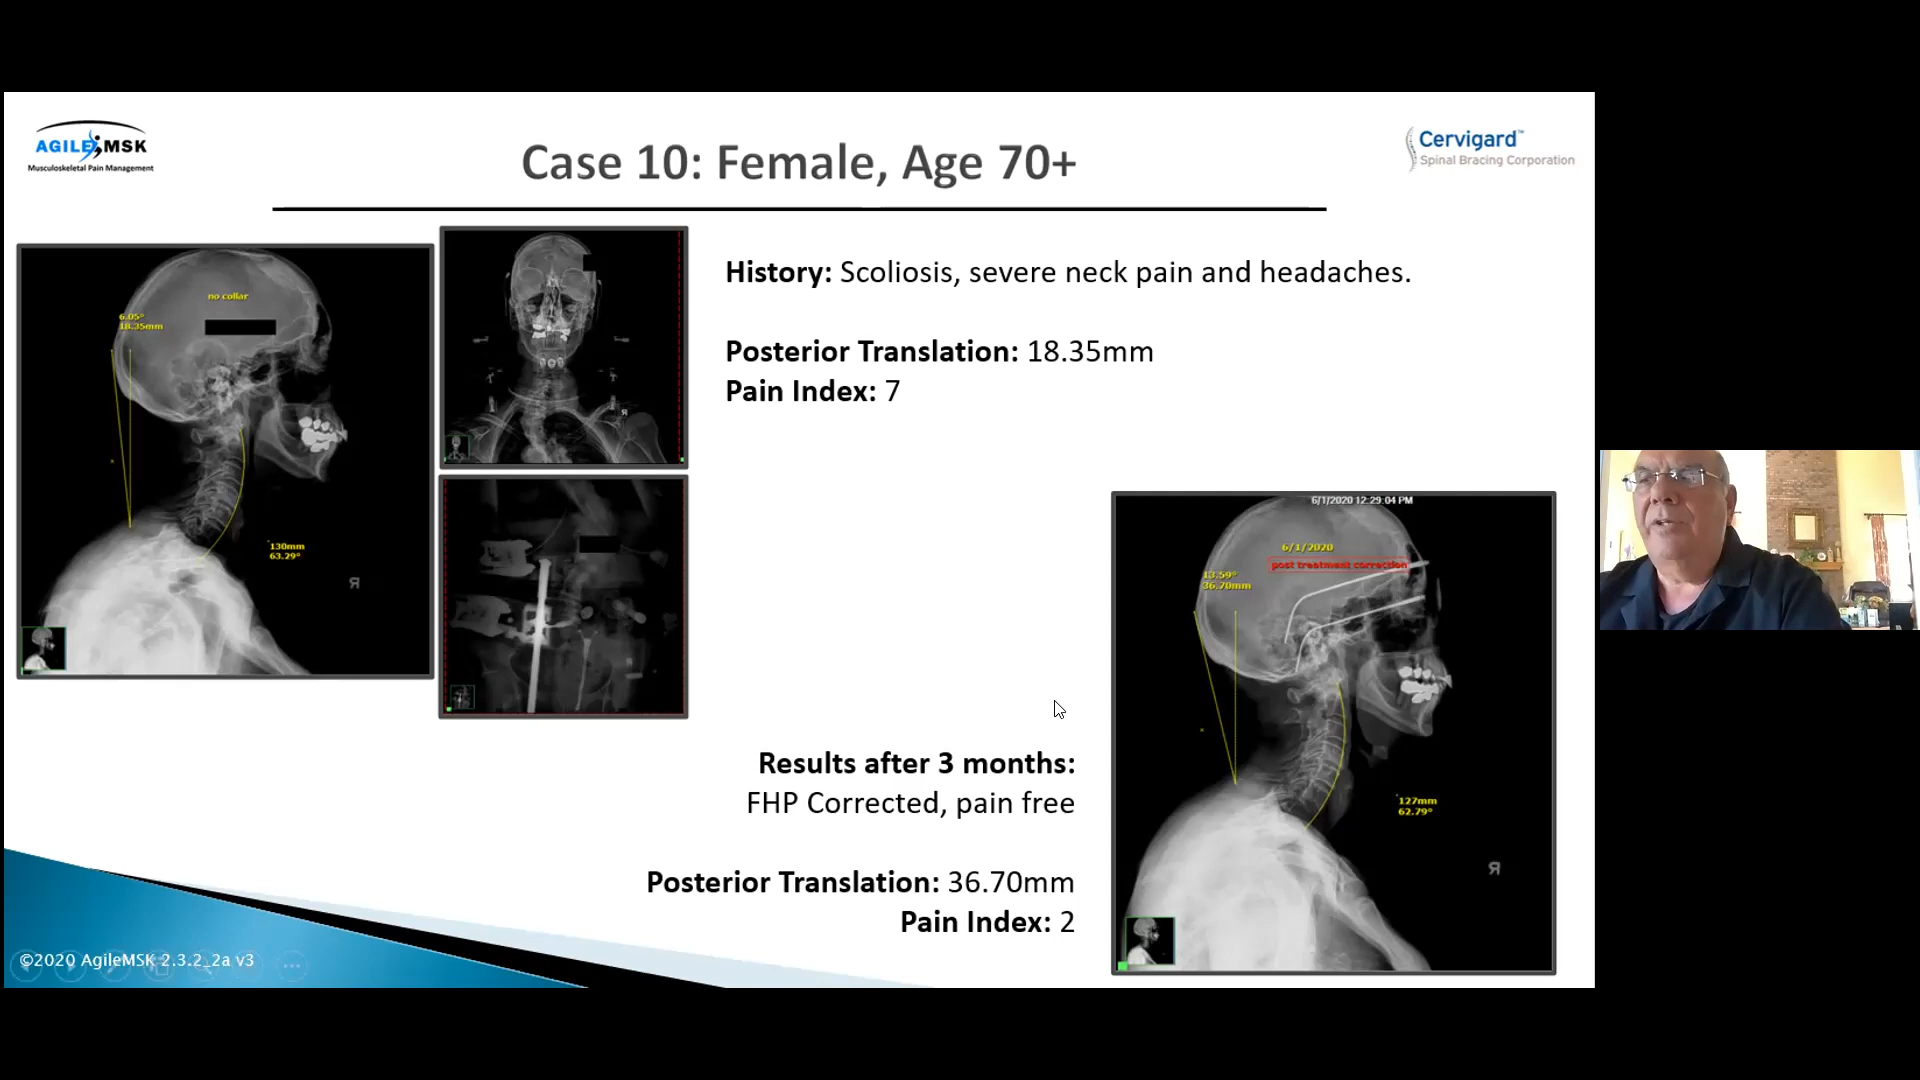 AGILE MSK
Musculoskeletal Pain Management
Case 10: Female, Age 70+
Cervigard™
Spinal Bracing Corporation
no collar
6.05°
18.35mm
130mm
63.29°
R
R
History: Scoliosis, severe neck pain and headaches.
Posterior Translation: 18.35mm
Pain Index: 7
6/1/2020 12:29:04 PM
6/1/2020
post treatment correction
13.59°
36.70mm
127mm
62.79°
R
Results after 3 months:
FHP Corrected, pain free
Posterior Translation: 36.70mm
Pain Index: 2
©2020 AgileMSK 2.3.2_2a v3